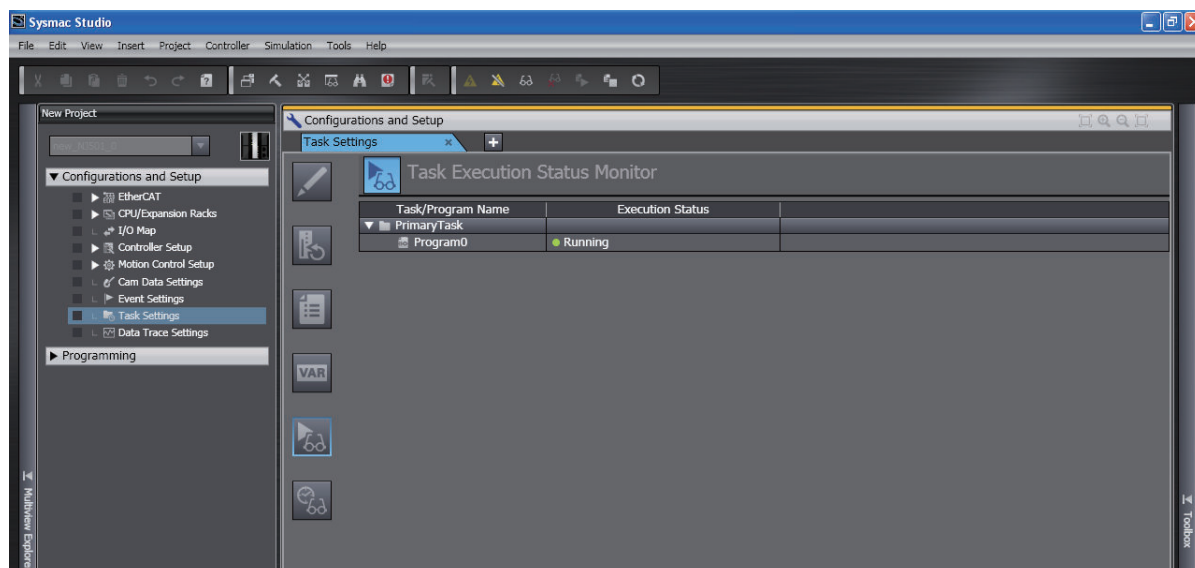 Sysmac Studio
File Edit View Insert Project Controller Simulation Tools Help
New Project
new_NJ501_0
Configurations and Setup
EtherCAT
CPU/Expansion Racks
I/O Map
Controller Setup
Motion Control Setup
Cam Data Settings
Event Settings
Task Settings
Data Trace Settings
Programming
Multiview Explore
Configurations and Setup
Task Settings
VAR
Task Execution Status Monitor
Task/Program Name Execution Status
PrimaryTask
Program0 Running
Toolbox